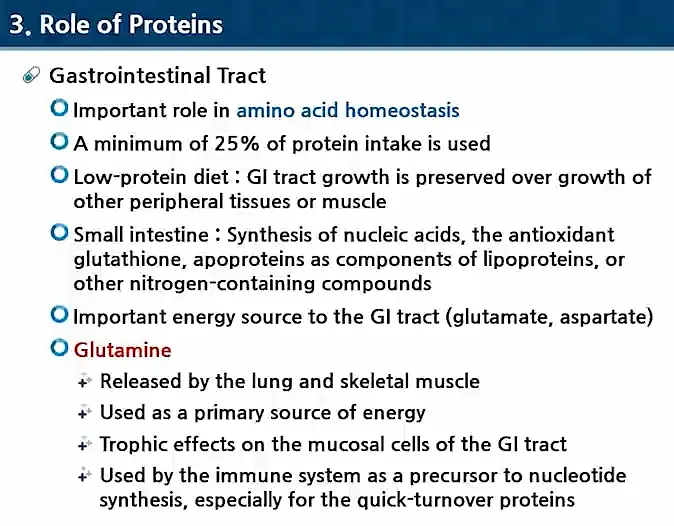 3. Role of Proteins
Gastrointestinal Tract
Important role in amino acid homeostasis
A minimum of 25% of protein intake is used
Low-protein diet : GI tract growth is preserved over growth of
other peripheral tissues or muscle
Small intestine : Synthesis of nucleic acids, the antioxidant
glutathione, apoproteins as components of lipoproteins, or
other nitrogen-containing compounds
Important energy source to the GI tract (glutamate, aspartate)
Glutamine
Released by the lung and skeletal muscle
Used as a primary source of energy
Trophic effects on the mucosal cells of the GI tract
Used by the immune system as a precursor to nucleotide
synthesis, especially for the quick-turnover proteins